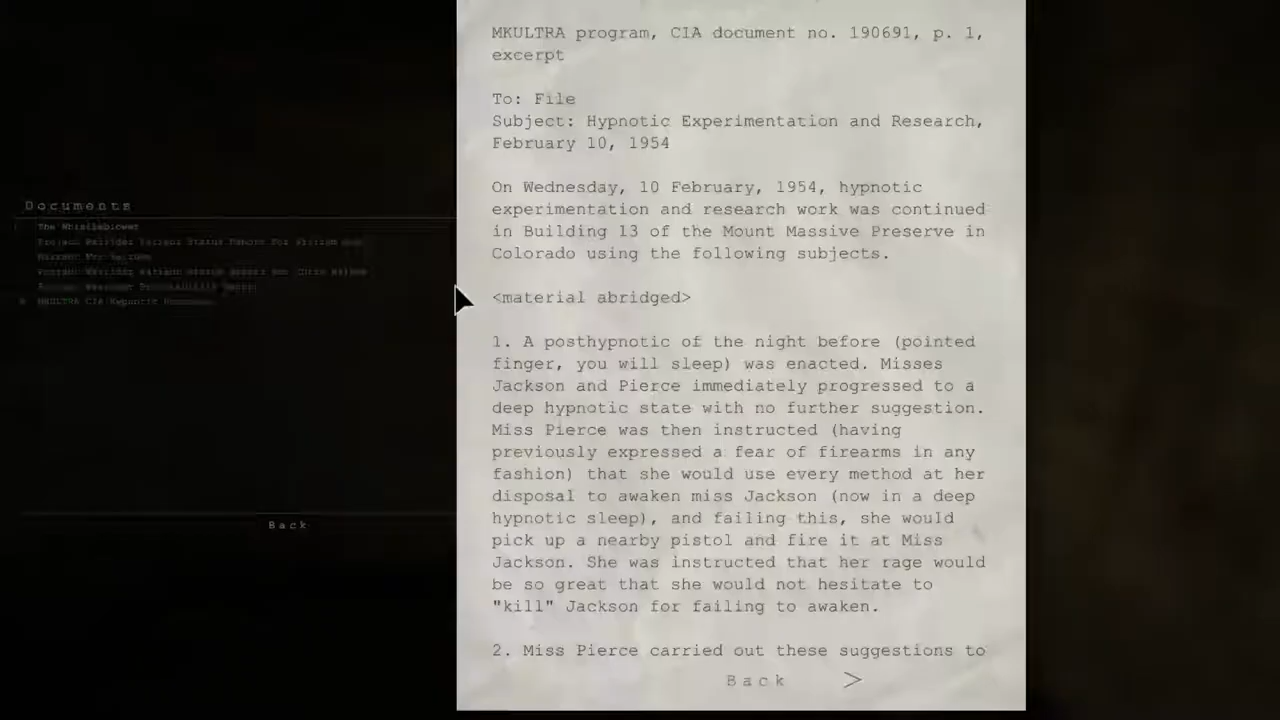 Documents
The Whistleblower
MKULTRA CIA Hypnotic
Back
MKULTRA program, CIA document no. 190691, p. 1,
excerpt
To: File
Subject: Hypnotic Experimentation and Research,
February 10, 1954
On Wednesday, 10 February, 1954, hypnotic
experimentation and research work was continued
in Building 13 of the Mount Massive Preserve in
Colorado using the following subjects.
<material abridged>
1. A posthypnotic of the night before (pointed
finger, you will sleep) was enacted. Misses
Jackson and Pierce immediately progressed to a
deep hypnotic state with no further suggestion.
Miss Pierce was then instructed (having
previously expressed a fear of firearms in any
fashion) that she would use every method at her
disposal to awaken miss Jackson (now in a deep
hypnotic sleep), and failing this, she would
pick up a nearby pistol and fire it at Miss
Jackson. She was instructed that her rage would
be so great that she would not hesitate to
"kill" Jackson for failing to awaken.
2. Miss Pierce carried out these suggestions to
Back >